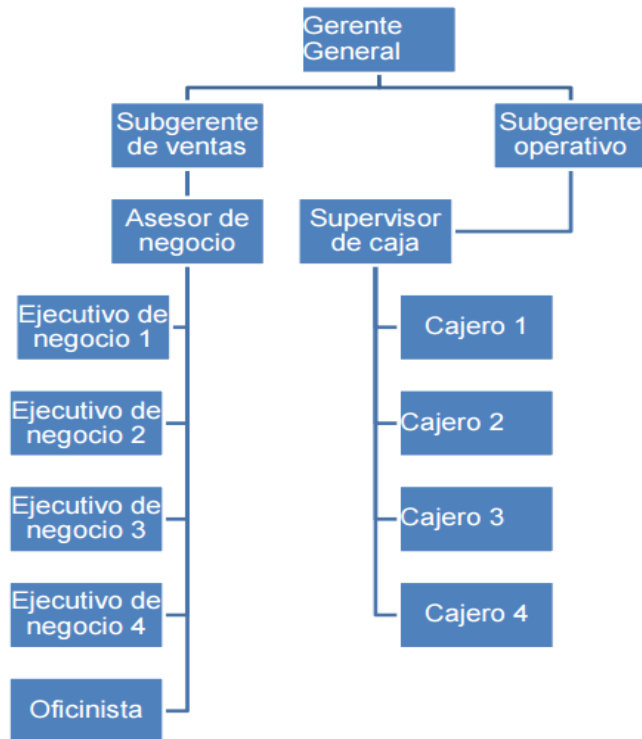 Gerente
General
Subgerente
de ventas
Subgerente
operativo
Asesor de
negocio
Supervisor
de caja
Ejecutivo de
negocio 1
Cajero 1
Ejecutivo de
negocio 2
Cajero 2
Ejecutivo de
negocio 3
Cajero 3
Ejecutivo de
negocio 4
Cajero 4
Oficinista